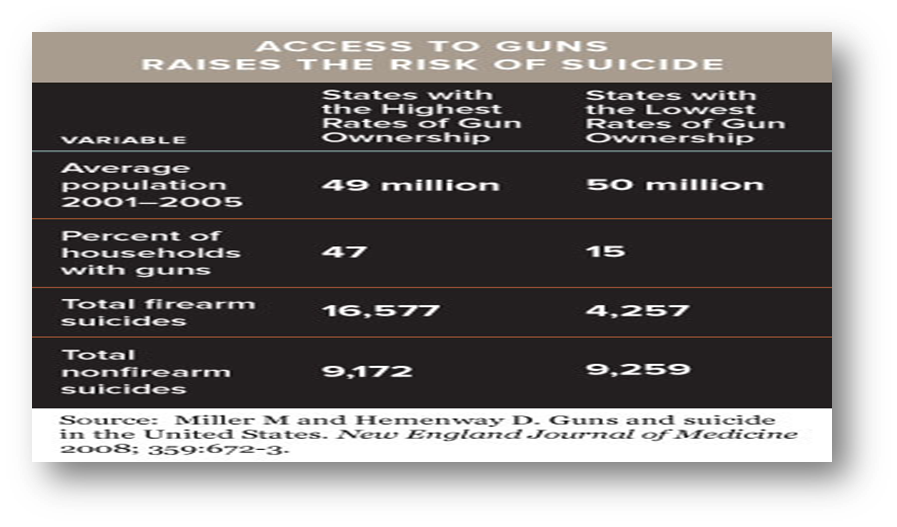 ACCESS TO GUNS
RAISES THE RISK OF SUICIDE
VARIABLE
States with
the Highest
Rates of Gun
Ownership
States with
the Lowest
Rates of Gun
Ownership
Average
population
2001–2005
49 million
50 million
Percent of
households
with guns
47
15
Total firearm
suicides
16,577
4,257
Total
nonfirearm
suicides
9,172
9,259
Source: Miller M and Hemenway D. Guns and suicide
in the United States. New England Journal of Medicine
2008; 359:672-3.